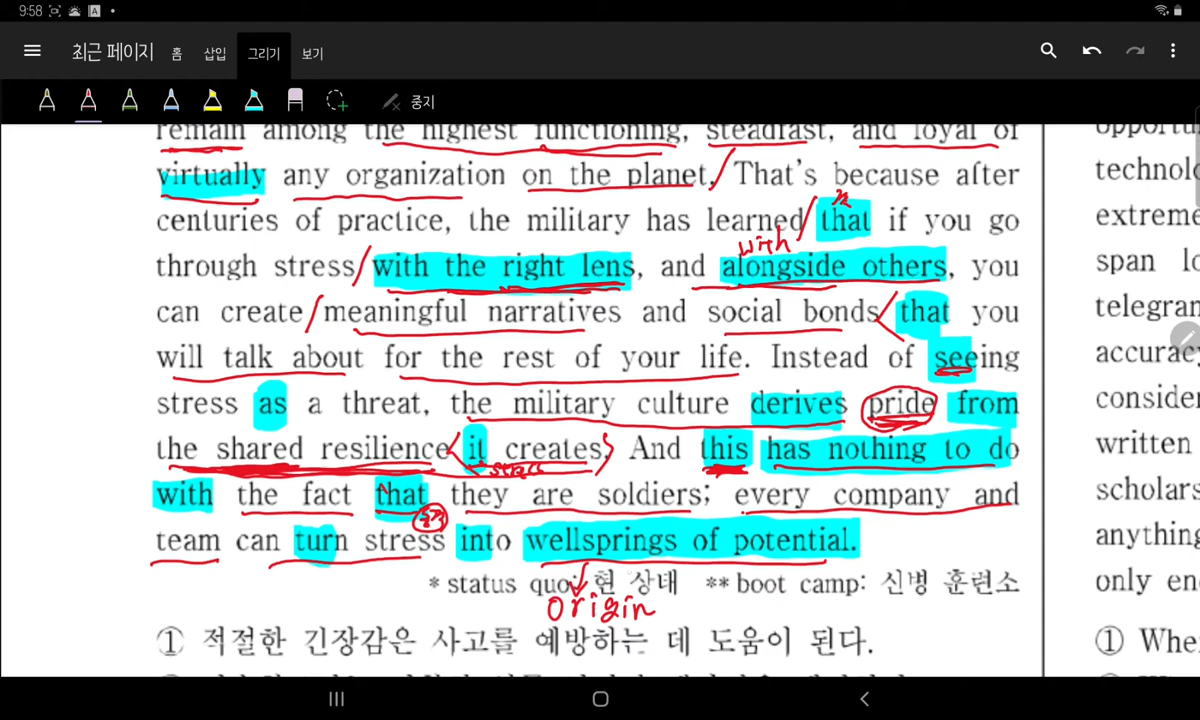 9:58 A
최근 페이지 홈 삽입 그리기 보기
중지
remain among the highest functioning, steadfast, and loyal of
virtually any organization on the planet. That's because after
centuries of practice, the military has learned that if you go
with
through stress with the right lens, and alongside others, you
can create meaningful narratives and social bonds that you
will talk about for the rest of your life. Instead of seeing
stress as a threat, the military culture derives pride from
the shared resilience it creates. And this has nothing to do
stress
with the fact that they are soldiers; every company and
team can turn stress into wellsprings of potential.
* status quo: 현 상태 ** boot camp: 신병 훈련소
origin
① 적절한 긴장감은 사고를 예방하는 데 도움이 된다.
technolo
extreme
span lo
telegran
accurac
conside
written
scholars
anything
only en
① Whe